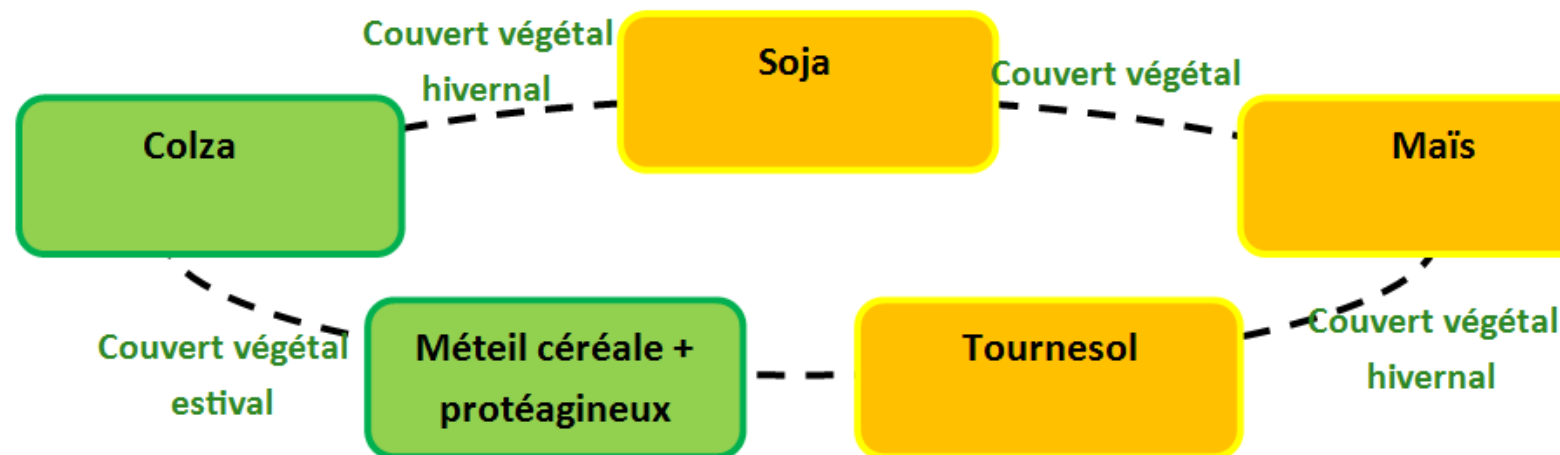 Couvert végétal
hivernal
Soja
Couvert végétal
Colza
Maïs
Couvert végétal
estival
Méteil céréale +
protéagineux
Tournesol
Couvert végétal
hivernal